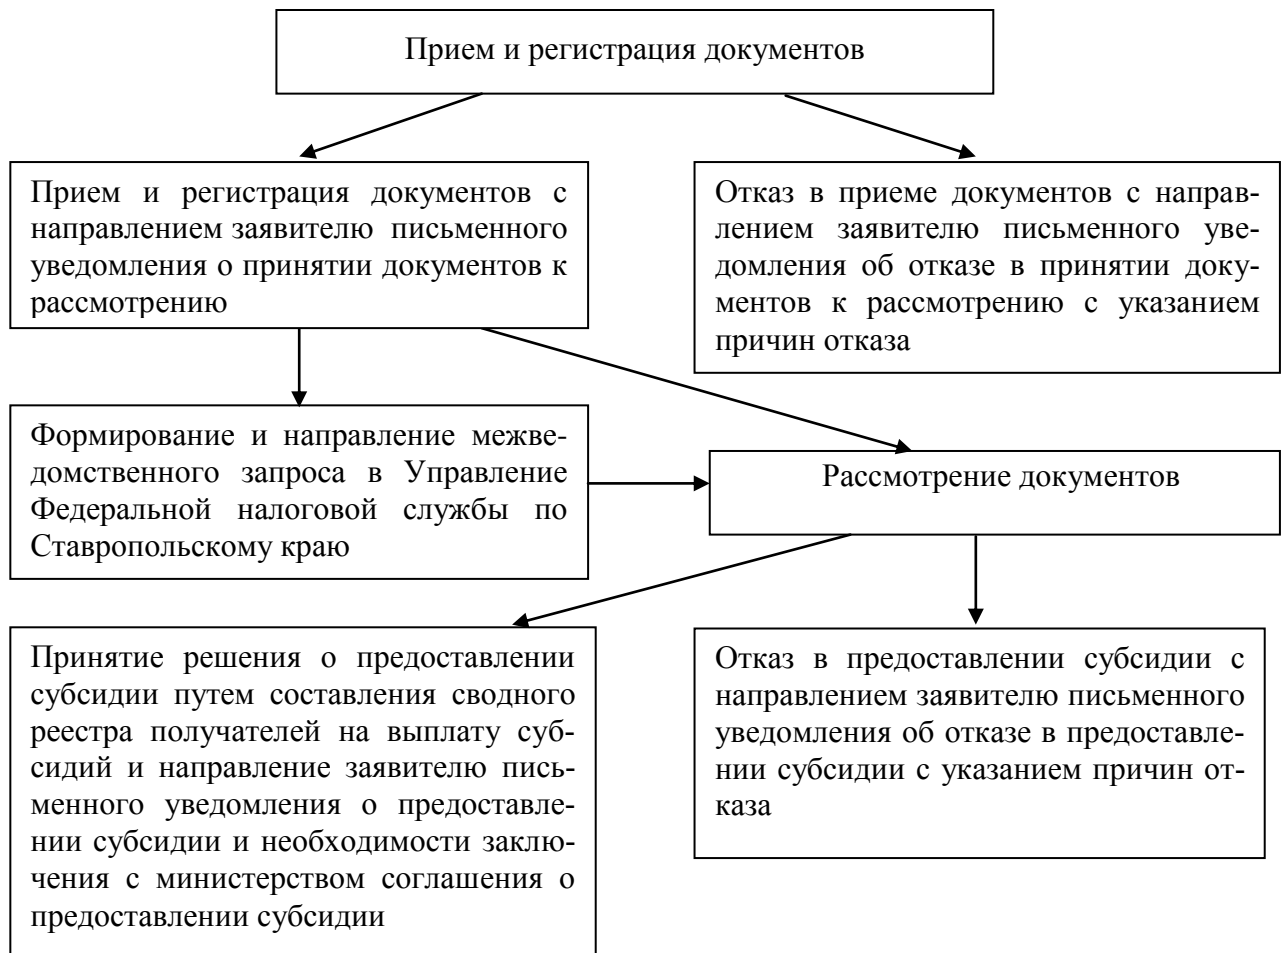 Прием и регистрация документов
Прием и регистрация документов с
направлением заявителю письменного
уведомления о принятии документов к
рассмотрению
Отказ в приеме документов с направ-
лением заявителю письменного уве-
домления об отказе в принятии доку-
ментов к рассмотрению с указанием
причин отказа
Формирование и направление межве-
домственного запроса в Управление
Федеральной налоговой службы по
Ставропольскому краю
Рассмотрение документов
Принятие решения о предоставлении
субсидии путем составления сводного
реестра получателей на выплату суб-
сидий и направление заявителю пись-
менного уведомления о предоставле-
нии субсидии и необходимости заклю-
чения с министерством соглашения о
предоставлении субсидии
Отказ в предоставлении субсидии с
направлением заявителю письменного
уведомления об отказе в предоставле-
нии субсидии с указанием причин от-
каза